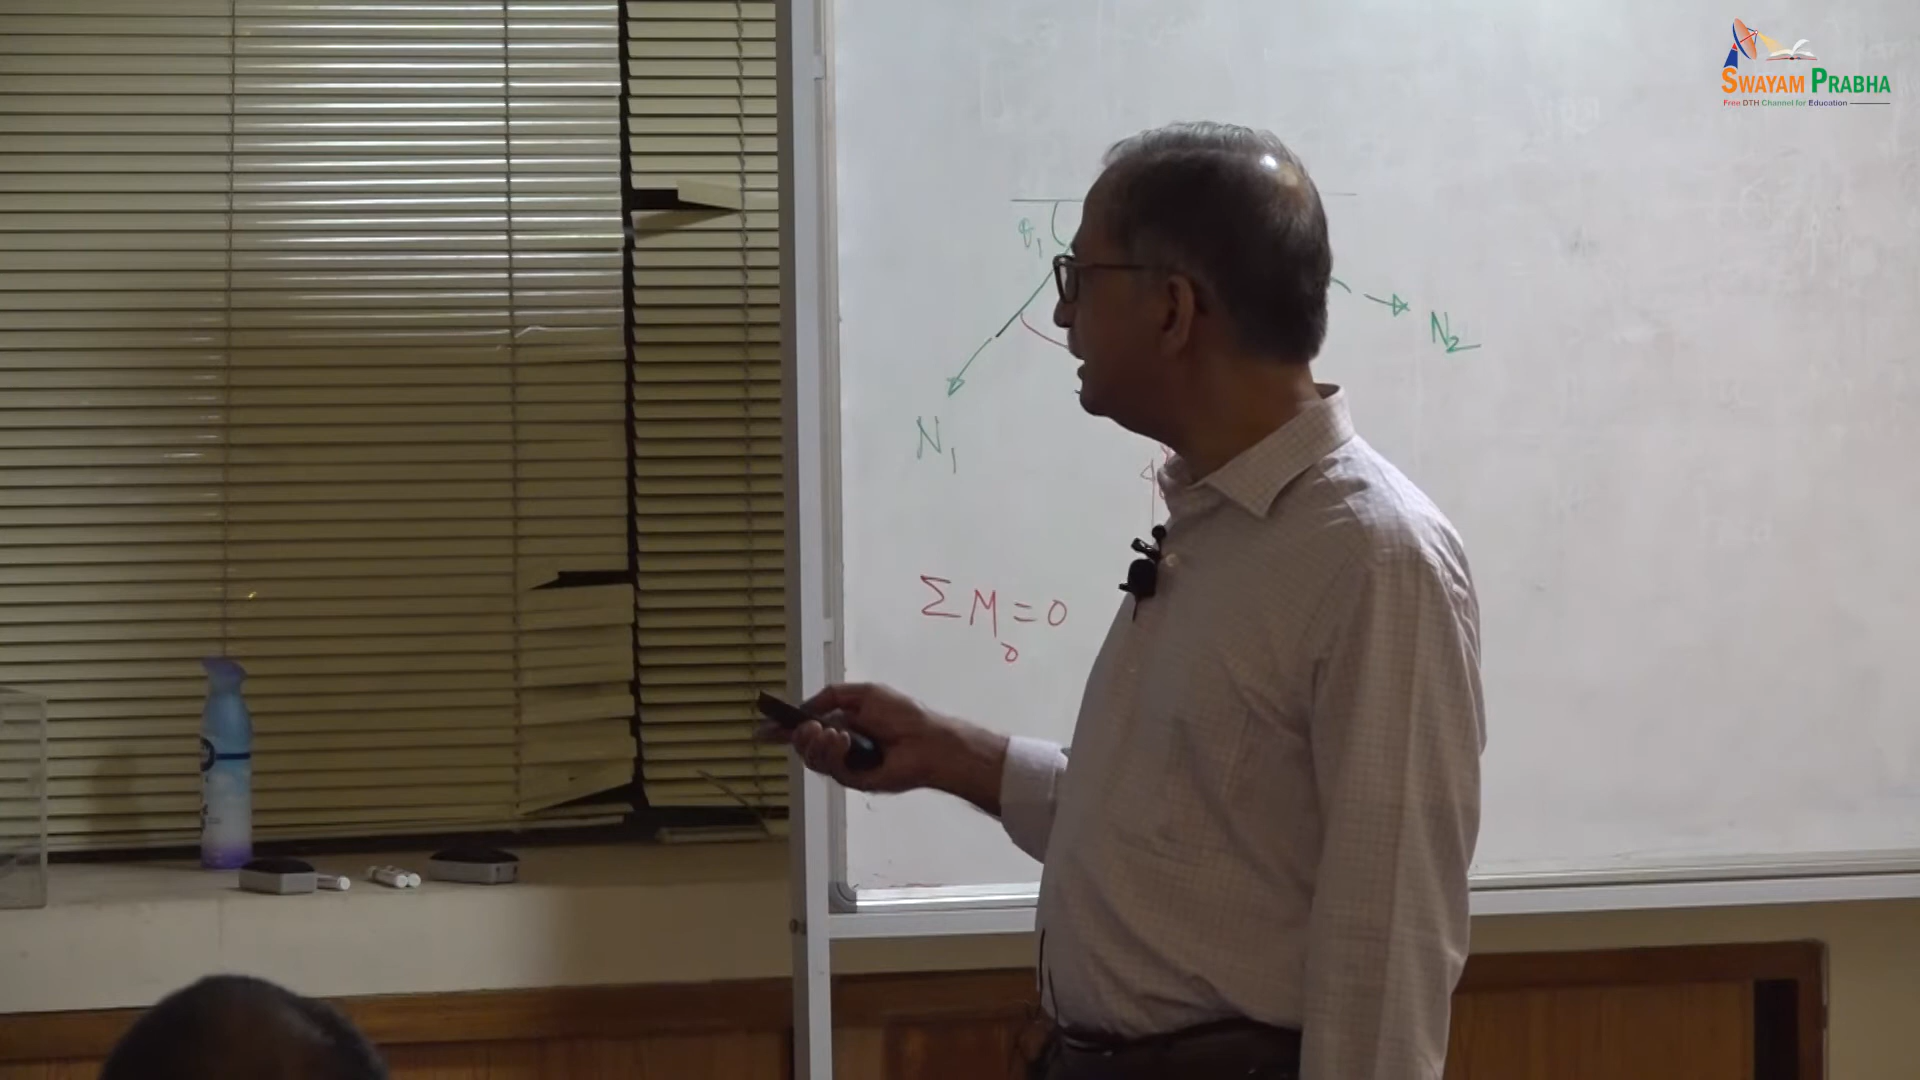 SWAYAM PRABHA
Free DTH Channel for Education
θ1
N2
N1
ΣM0=0